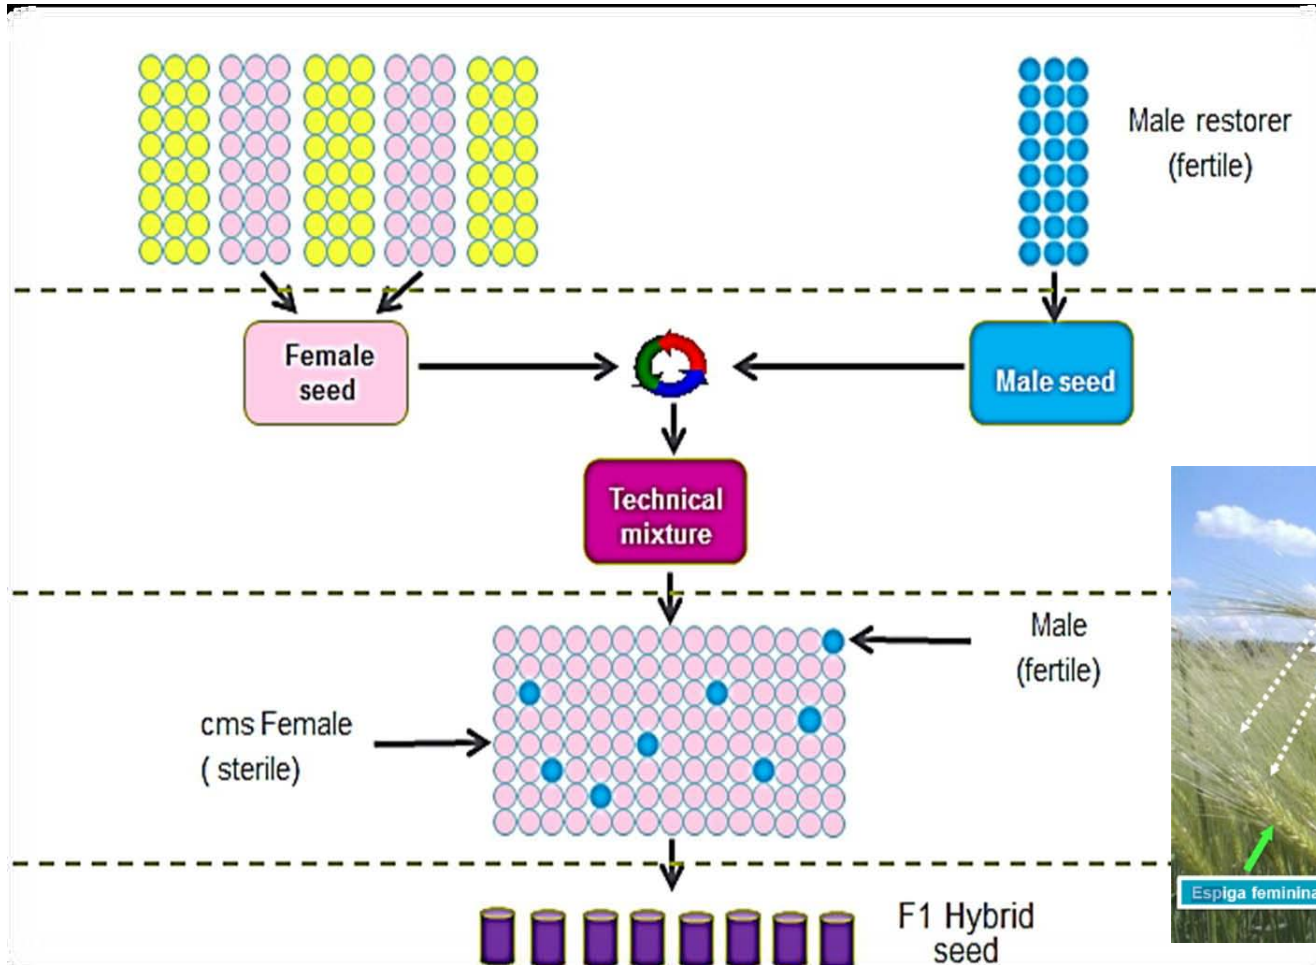 Male restorer
(fertile)
Female
seed
Male seed
Technical
mixture
Male
(fertile)
cms Female
( sterile)
Espiga feminina
F1 Hybrid
seed